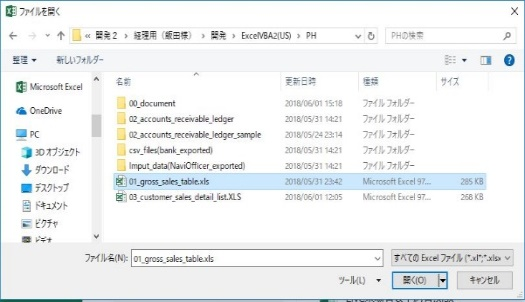 ファイルを開く
« 開発2 > 経理用(飯田様) > 開発 > ExcelVBA2(US) > PH
PHの検索
整理 新しいフォルダー
名前 更新日時 種類 サイズ
Microsoft Excel
OneDrive
PC
3D オブジェクト
ダウンロード
デスクトップ
ドキュメント
ピクチャ
ビデオ
00_document 2018/06/01 15:18 ファイル フォルダー
02_accounts_receivable_ledger 2018/05/31 14:21 ファイル フォルダー
02_accounts_receivable_ledger_sample 2018/05/24 23:14 ファイル フォルダー
csv_files(bank_exported) 2018/05/31 14:21 ファイル フォルダー
Imput_data(NaviOfficer_exported) 2018/05/31 14:21 ファイル フォルダー
01_gross_sales_table.xls 2018/05/31 23:42 Microsoft Excel 97... 285 KB
03_customer_sales_detail_list.XLS 2018/06/01 12:05 Microsoft Excel 97... 268 KB
ファイル名(N): 01_gross_sales_table.xls すべての Excel ファイル (*.xl*;*.xlsx
ツール(L) 開く(O) キャンセル